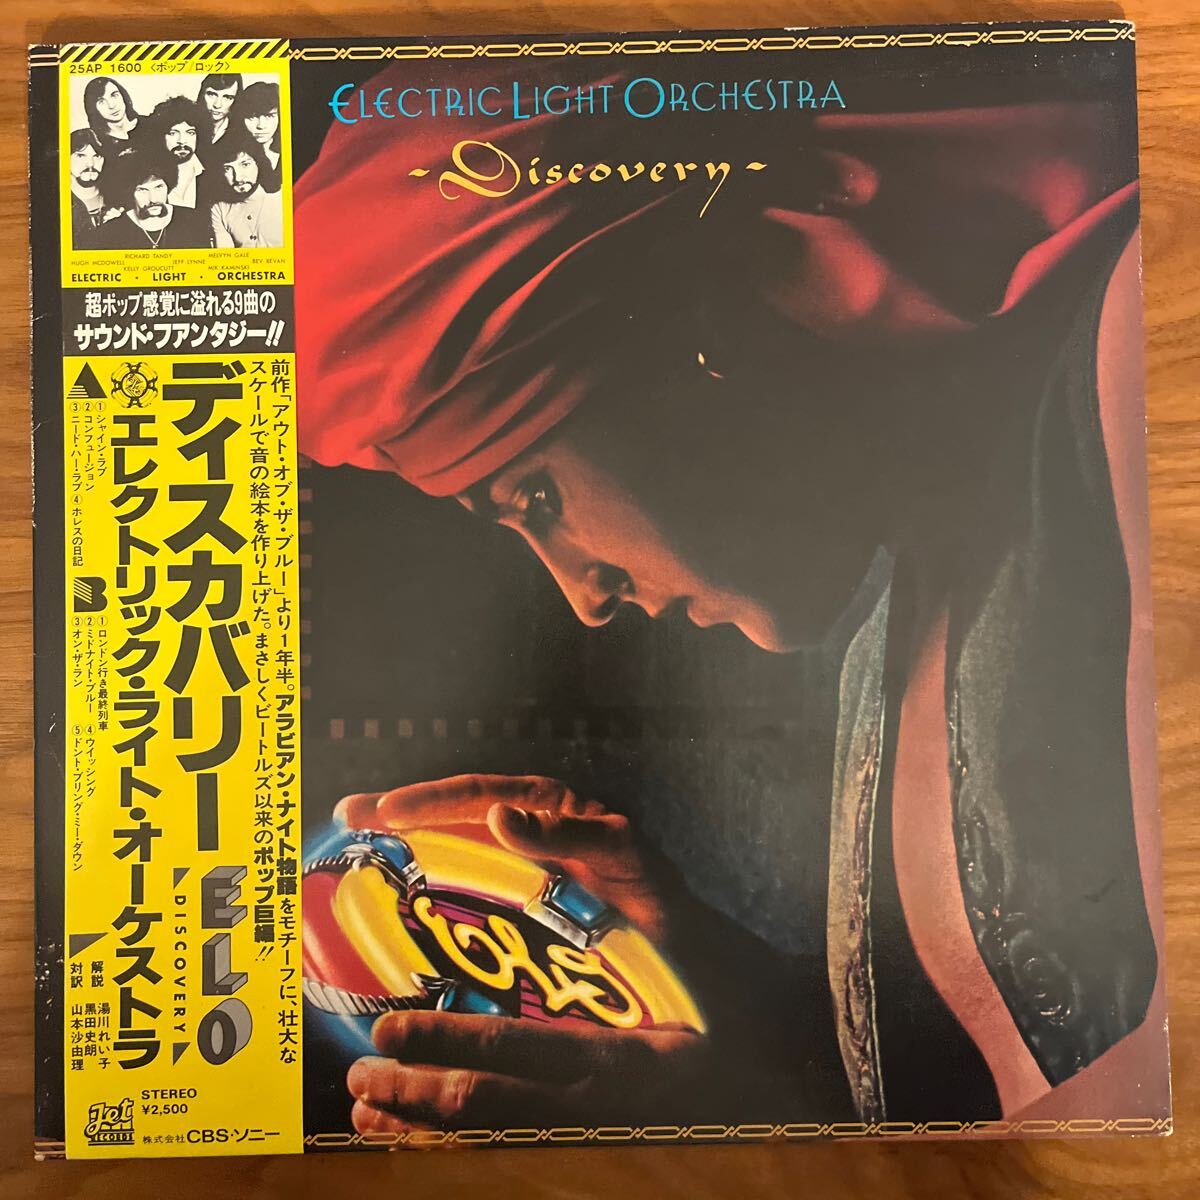 25AP 1600〈ポップ/ロック〉
RICHARD TANDY MELVYN GALE
HUGH MCDOWELL JEFF LYNNE BEV BEVAN
KELLY GROUCUTT MIK KAMINSKI
ELECTRIC・LIGHT・ORCHESTRA
超ポップ感覚に溢れる9曲の
サウンド・ファンタジー!!
前作「アウト・オブ・ザ・ブルー」より1年半。アラビアン・ナイト物語をモチーフに、壮大な
スケールで音の絵本を作り上げた。まさしくビートルズ以来のポップ巨編!!
ディスカバリー
ELO
DISCOVERY
エレクトリック・ライト・オーケストラ
A
①シャイン・ラブ
②コンフュージョン
③ニード・ハー・ラブ
④ホレスの日記
B
①ロンドン行き最終列車
②ミドナイト・ブルー
③オン・ザ・ラン
④ウイッシング
⑤ドント・ブリング・ミー・ダウン
解説 湯川れい子
黒田史朗
対訳 山本沙由理
Jet
RECORDS
STEREO
¥2,500
株式会社CBS・ソニー
ELECTRIC LIGHT ORCHESTRA
-Discovery-